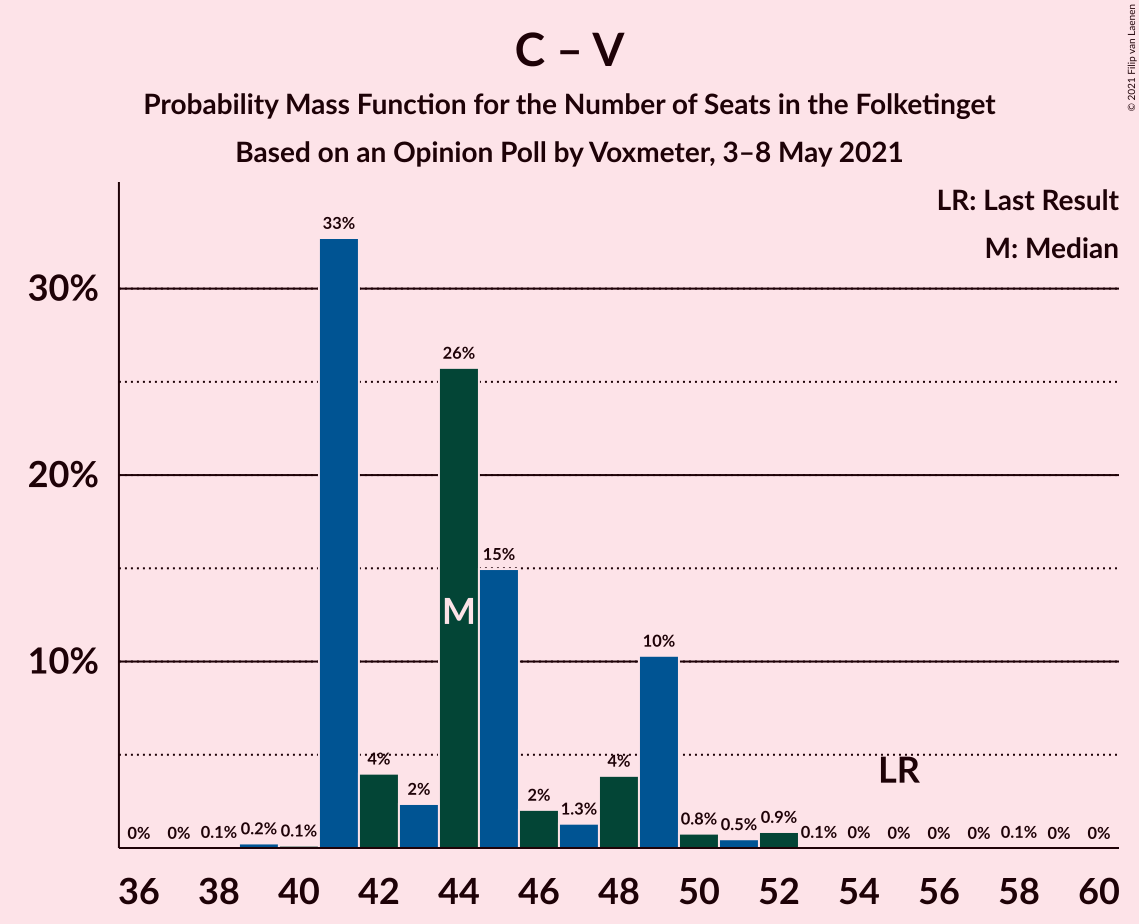 C – V
Probability Mass Function for the Number of Seats in the Folketinget
Based on an Opinion Poll by Voxmeter, 3–8 May 2021
© 2021 Filip van Laenen
LR: Last Result
M: Median
30%
20%
10%
0% 0% 0.1% 0.2% 0.1% 33% 4% 2% 26% 15% 2% 1.3% 4% 10% 0.8% 0.5% 0.9% 0.1% 0% 0% 0% 0% 0.1% 0% 0%
M
LR
36 38 40 42 44 46 48 50 52 54 56 58 60